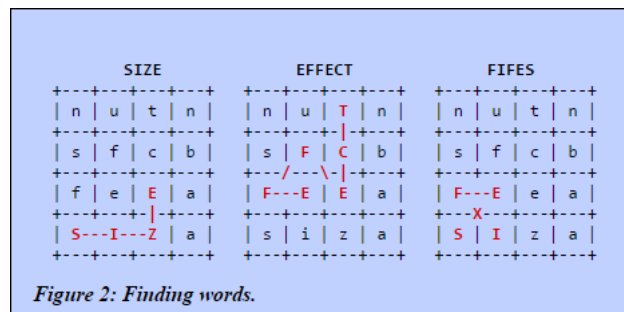 SIZE EFFECT FIFES
+---+---+---+---+ +---+---+---+---+ +---+---+---+---+
| n | u | t | n | | n | u | T | n | | n | u | t | n |
+---+---+---+---+ +---+---+-|-+---+ +---+---+---+---+
| s | f | c | b | | s | F | C | b | | s | f | c | b |
+---+---+---+---+ +---/---\-|-+---+ +---+---+---+---+
| f | e | E | a | | F---E | E | a | | F---E | e | a |
+---+---+-|-+---+ +---+---+---+---+ +---X---+---+---+
| S---I---Z | a | | s | i | z | a | | S | I | z | a |
+---+---+---+---+ +---+---+---+---+ +---+---+---+---+
Figure 2: Finding words.